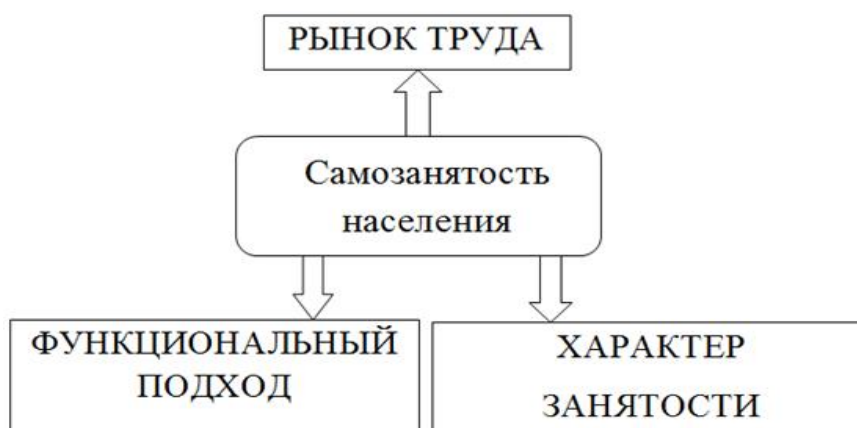 РЫНОК ТРУДА
Самозанятость
населения
ФУНКЦИОНАЛЬНЫЙ
ПОДХОД
ХАРАКТЕР
ЗАНЯТОСТИ